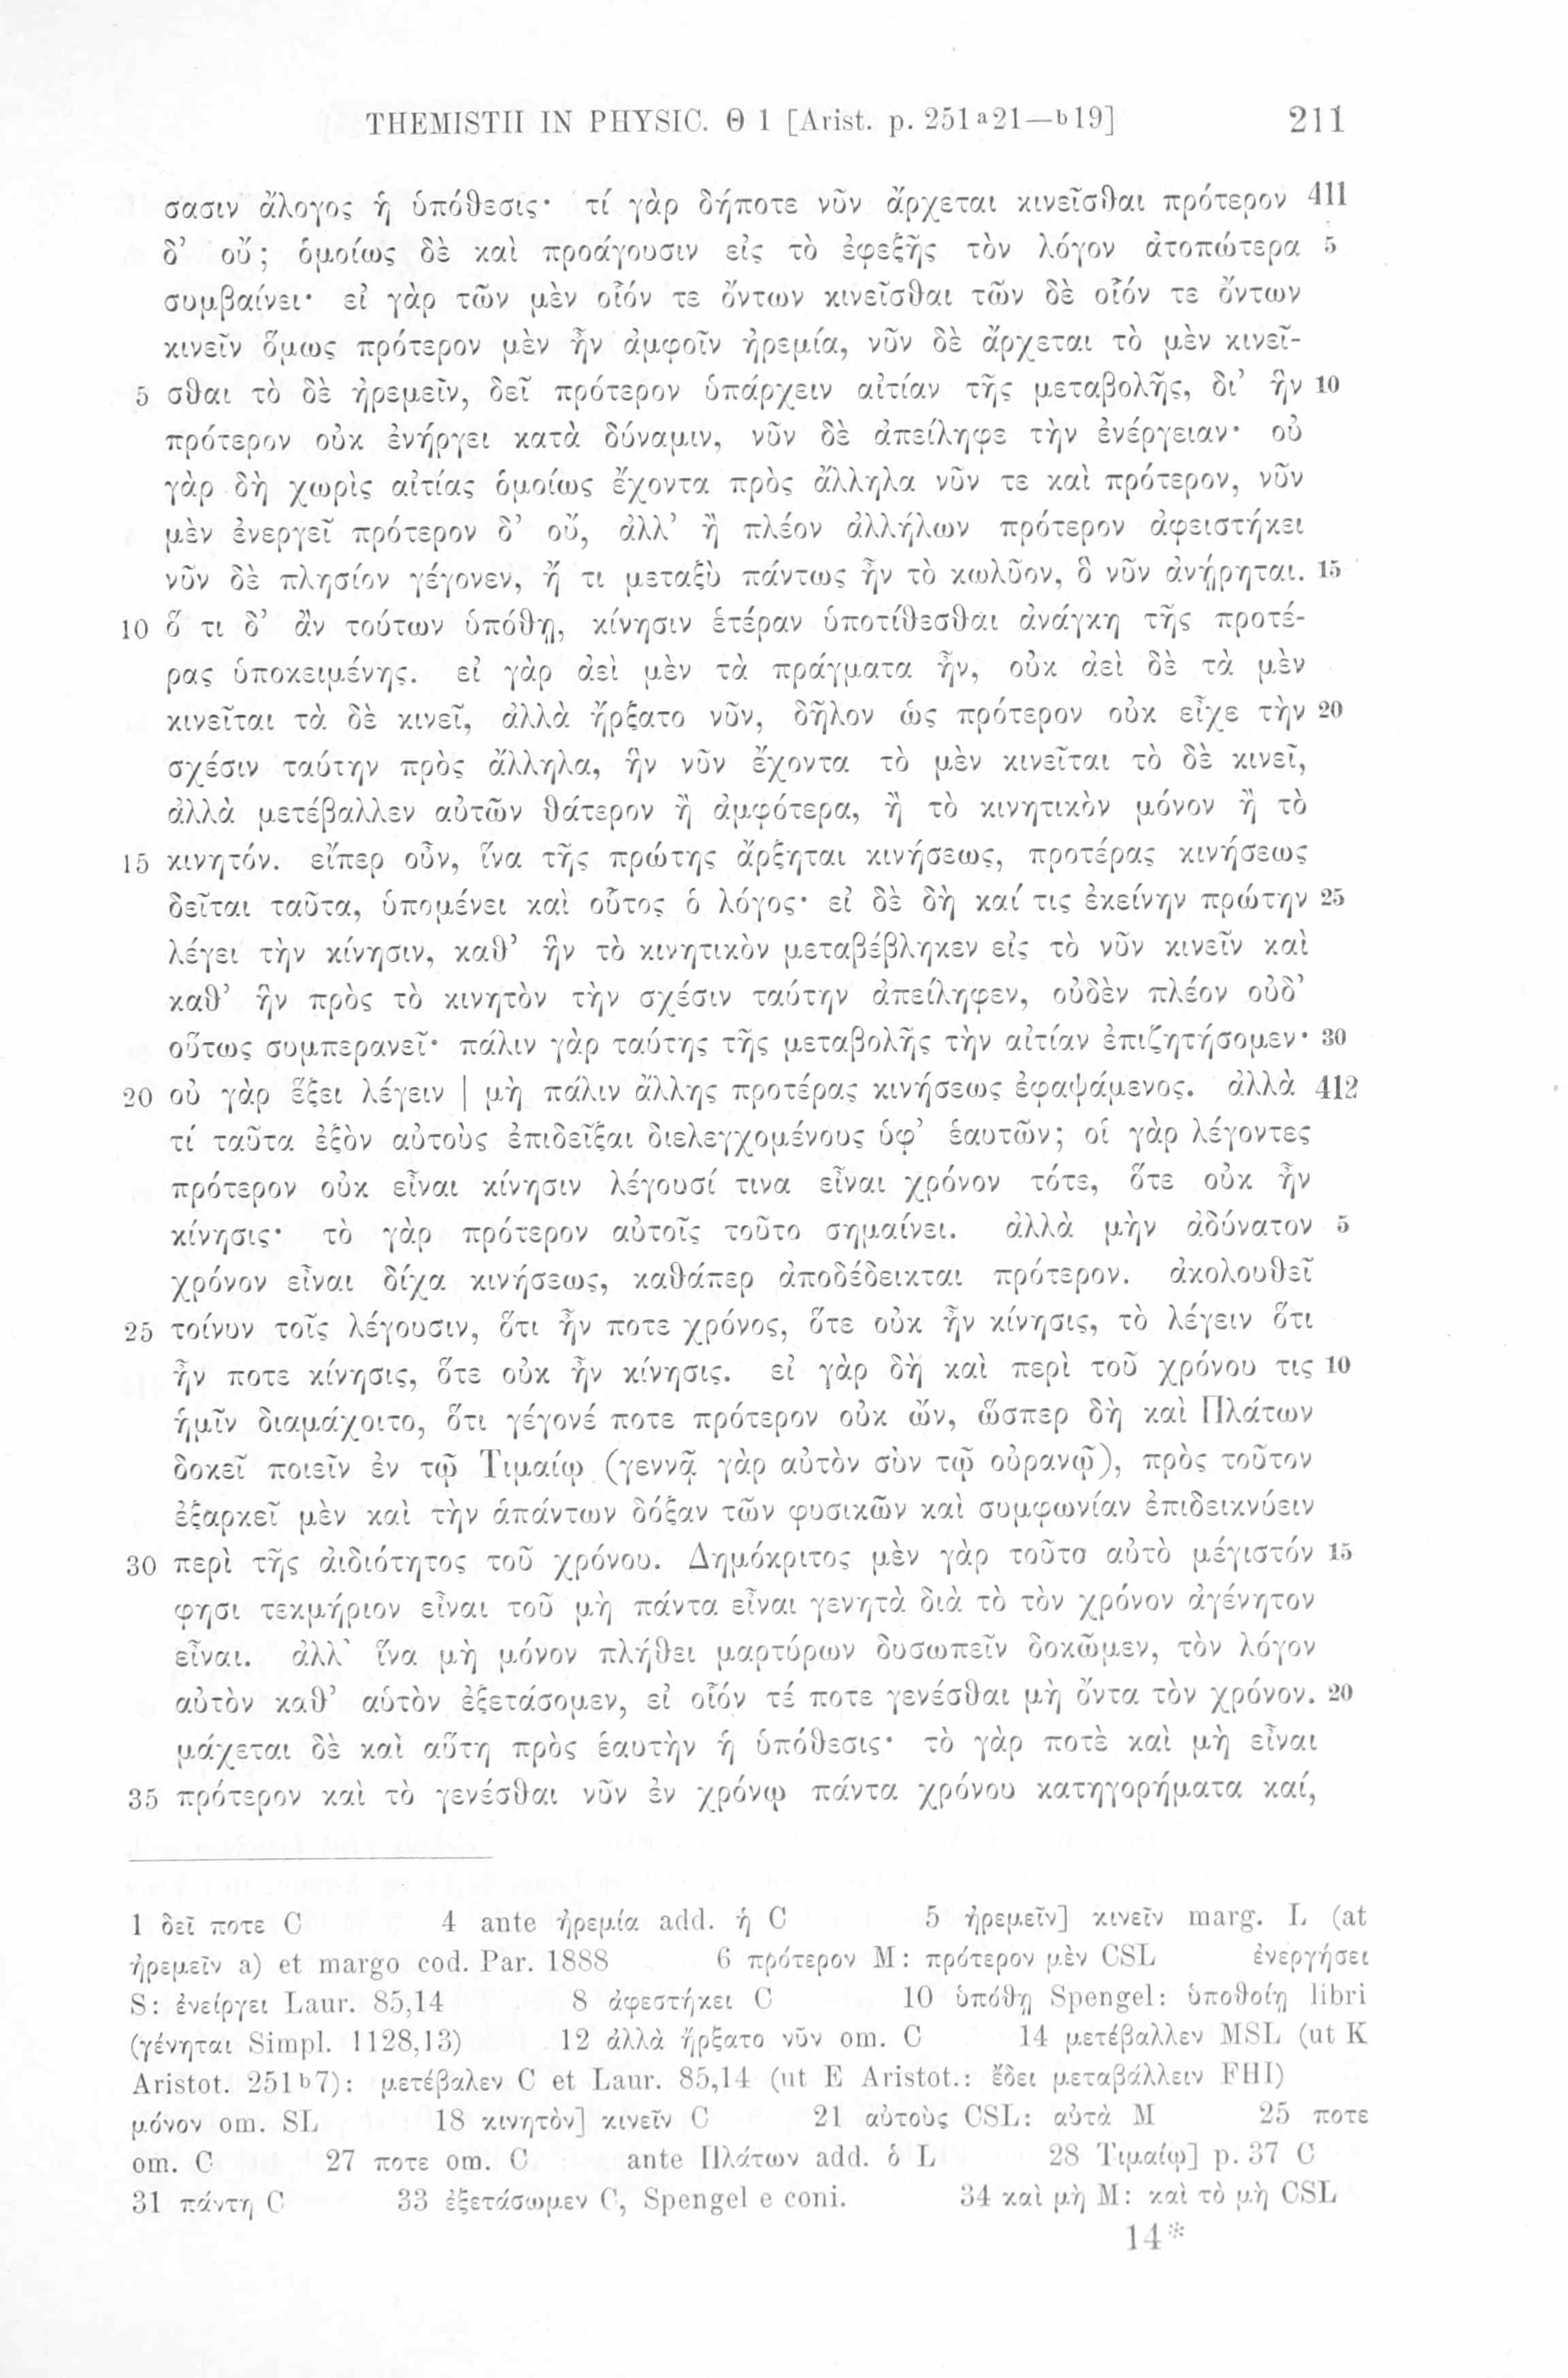 THEMISTII IN PHYSIC. Θ 1 [Arist. p. 251ᵃ21—ᵇ19] 211
σασιν ἄλογος ἡ ὑπόθεσις· τί γὰρ δήποτε νῦν ἄρχεται κινεῖσθαι πρότερον 411
δ’ οὔ; ὁμοίως δὲ καὶ προάγουσιν εἰς τὸ ἐφεξῆς τὸν λόγον ἀτοπώτερα 5
συμβαίνει· εἰ γὰρ τῶν μὲν οἷόν τε ὄντων κινεῖσθαι τῶν δὲ οἷόν τε ὄντων
κινεῖν ὅμως πρότερον μὲν ἦν ἀμφοῖν ἠρεμία, νῦν δὲ ἄρχεται τὸ μὲν κινεῖ-
5 σθαι τὸ δὲ ἠρεμεῖν, δεῖ πρότερον ὑπάρχειν αἰτίαν τῆς μεταβολῆς, δι’ ἣν 10
πρότερον οὐκ ἐνήργει κατὰ δύναμιν, νῦν δὲ ἀπείληφε τὴν ἐνέργειαν· οὐ
γὰρ δὴ χωρὶς αἰτίας ὁμοίως ἔχοντα πρὸς ἄλληλα νῦν τε καὶ πρότερον, νῦν
μὲν ἐνεργεῖ πρότερον δ’ οὔ, ἀλλ’ ἢ πλέον ἀλλήλων πρότερον ἀφειστήκει
νῦν δὲ πλησίον γέγονεν, ἤ τι μεταξὺ πάντως ἦν τὸ κωλῦον, ὃ νῦν ἀνῄρηται. 15
10 ὅ τι δ’ ἂν τούτων ὑπόθῃ, κίνησιν ἑτέραν ὑποτίθεσθαι ἀνάγκη τῆς προτέ-
ρας ὑποκειμένης. εἰ γὰρ ἀεὶ μὲν τὰ πράγματα ἦν, οὐκ ἀεὶ δὲ τὰ μὲν
κινεῖται τὰ δὲ κινεῖ, ἀλλὰ ἤρξατο νῦν, δῆλον ὡς πρότερον οὐκ εἶχε τὴν 20
σχέσιν ταύτην πρὸς ἄλληλα, ἣν νῦν ἔχοντα τὸ μὲν κινεῖται τὸ δὲ κινεῖ,
ἀλλὰ μετέβαλλεν αὐτῶν θάτερον ἢ ἀμφότερα, ἢ τὸ κινητικὸν μόνον ἢ τὸ
15 κινητόν. εἴπερ οὖν, ἵνα τῆς πρώτης ἄρξηται κινήσεως, προτέρας κινήσεως
δεῖται ταῦτα, ὑπομένει καὶ οὗτος ὁ λόγος· εἰ δὲ δὴ καί τις ἐκείνην πρώτην 25
λέγει τὴν κίνησιν, καθ’ ἣν τὸ κινητικὸν μεταβέβληκεν εἰς τὸ νῦν κινεῖν καὶ
καθ’ ἣν πρὸς τὸ κινητὸν τὴν σχέσιν ταύτην ἀπείληφεν, οὐδὲν πλέον οὐδ’
οὕτως συμπερανεῖ· πάλιν γὰρ ταύτης τῆς μεταβολῆς τὴν αἰτίαν ἐπιζητήσομεν· 30
20 οὐ γὰρ ἕξει λέγειν | μὴ πάλιν ἄλλης προτέρας κινήσεως ἐφαψάμενος. ἀλλὰ 412
τί ταῦτα ἐξὸν αὐτοὺς ἐπιδεῖξαι διελεγχομένους ὑφ’ ἑαυτῶν; οἱ γὰρ λέγοντες
πρότερον οὐκ εἶναι κίνησιν λέγουσί τινα εἶναι χρόνον τότε, ὅτε οὐκ ἦν
κίνησις· τὸ γὰρ πρότερον αὐτοῖς τοῦτο σημαίνει. ἀλλὰ μὴν ἀδύνατον 5
χρόνον εἶναι δίχα κινήσεως, καθάπερ ἀποδέδεικται πρότερον. ἀκολουθεῖ
25 τοίνυν τοῖς λέγουσιν, ὅτι ἦν ποτε χρόνος, ὅτε οὐκ ἦν κίνησις, τὸ λέγειν ὅτι
ἦν ποτε κίνησις, ὅτε οὐκ ἦν κίνησις. εἰ γὰρ δὴ καὶ περὶ τοῦ χρόνου τις 10
ἡμῖν διαμάχοιτο, ὅτι γέγονέ ποτε πρότερον οὐκ ὤν, ὥσπερ δὴ καὶ Πλάτων
δοκεῖ ποιεῖν ἐν τῷ Τιμαίῳ (γεννᾷ γὰρ αὐτὸν σὺν τῷ οὐρανῷ), πρὸς τοῦτον
ἐξαρκεῖ μὲν καὶ τὴν ἁπάντων δόξαν τῶν φυσικῶν καὶ συμφωνίαν ἐπιδεικνύειν
30 περὶ τῆς ἀιδιότητος τοῦ χρόνου. Δημόκριτος μὲν γὰρ τοῦτο αὐτὸ μέγιστόν 15
φησι τεκμήριον εἶναι τοῦ μὴ πάντα εἶναι γενητὰ διὰ τὸ τὸν χρόνον ἀγένητον
εἶναι. ἀλλ’ ἵνα μὴ μόνον πλήθει μαρτύρων δυσωπεῖν δοκῶμεν, τὸν λόγον
αὐτὸν καθ’ αὑτὸν ἐξετάσομεν, εἰ οἷόν τέ ποτε γενέσθαι μὴ ὄντα τὸν χρόνον. 20
μάχεται δὲ καὶ αὕτη πρὸς ἑαυτὴν ἡ ὑπόθεσις· τὸ γὰρ ποτὲ καὶ μὴ εἶναι
35 πρότερον καὶ τὸ γενέσθαι νῦν ἐν χρόνῳ πάντα χρόνου κατηγορήματα καί,
1 δεῖ ποτε C 4 ante ἠρεμία add. ἡ C 5 ἠρεμεῖν] κινεῖν marg. L (at
ἠρεμεῖν a) et margo cod. Par. 1888 6 πρότερον M: πρότερον μὲν CSL ἐνεργήσει
S: ἐνείργει Laur. 85,14 8 ἀφεστήκει C 10 ὑπόθῃ Spengel: ὑποθοίη libri
(γένηται Simpl. 1128,13) 12 ἀλλὰ ἤρξατο νῦν om. C 14 μετέβαλλεν MSL (ut K
Aristot. 251ᵇ7): μετέβαλεν C et Laur. 85,14 (ut E Aristot.: ἔδει μεταβάλλειν FHI)
μόνον om. SL 18 κινητὸν] κινεῖν C 21 αὐτοὺς CSL: αὐτὰ M 25 ποτε
om. C 27 ποτε om. C ante Πλάτων add. ὁ L 28 Τιμαίῳ] p. 37 C
31 πάντη C 33 ἐξετάσωμεν C, Spengel e coni. 34 καὶ μὴ M: καὶ τὸ μὴ CSL
14*